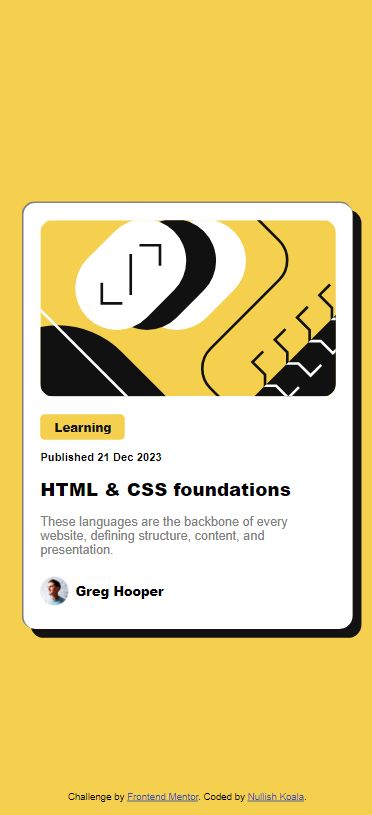 Learning
Published 21 Dec 2023
HTML & CSS foundations
These languages are the backbone of every
website, defining structure, content, and
presentation.
Greg Hooper
Challenge by Frontend Mentor. Coded by Nullish Koala.